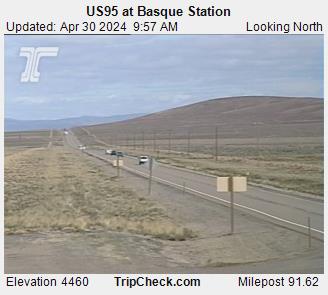 US95 at Basque Station
Updated: Apr 30 2024 9:57 AM Looking North
Elevation 4460 TripCheck.com Milepost 91.62